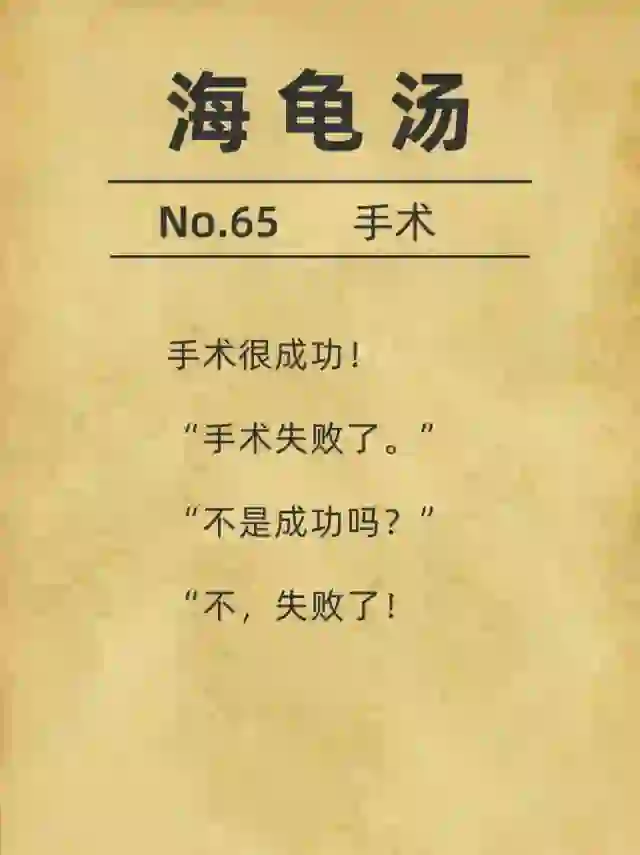 海龟汤
No.65 手术
手术很成功！
“手术失败了。”
“不是成功吗？”
“不，失败了！